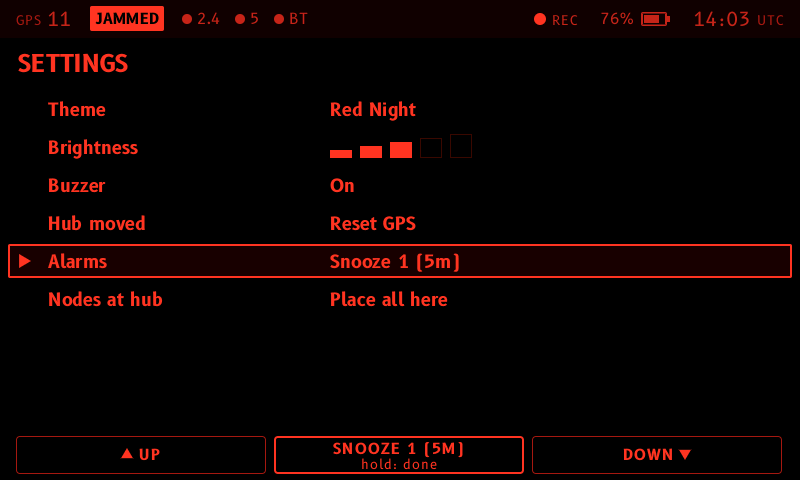 GPS 11 JAMMED 2.4 5 BT REC 76% 14:03 UTC
SETTINGS
Theme Red Night
Brightness
Buzzer On
Hub moved Reset GPS
Alarms Snooze 1 (5m)
Nodes at hub Place all here
UP SNOOZE 1 (5M) DOWN
hold: done